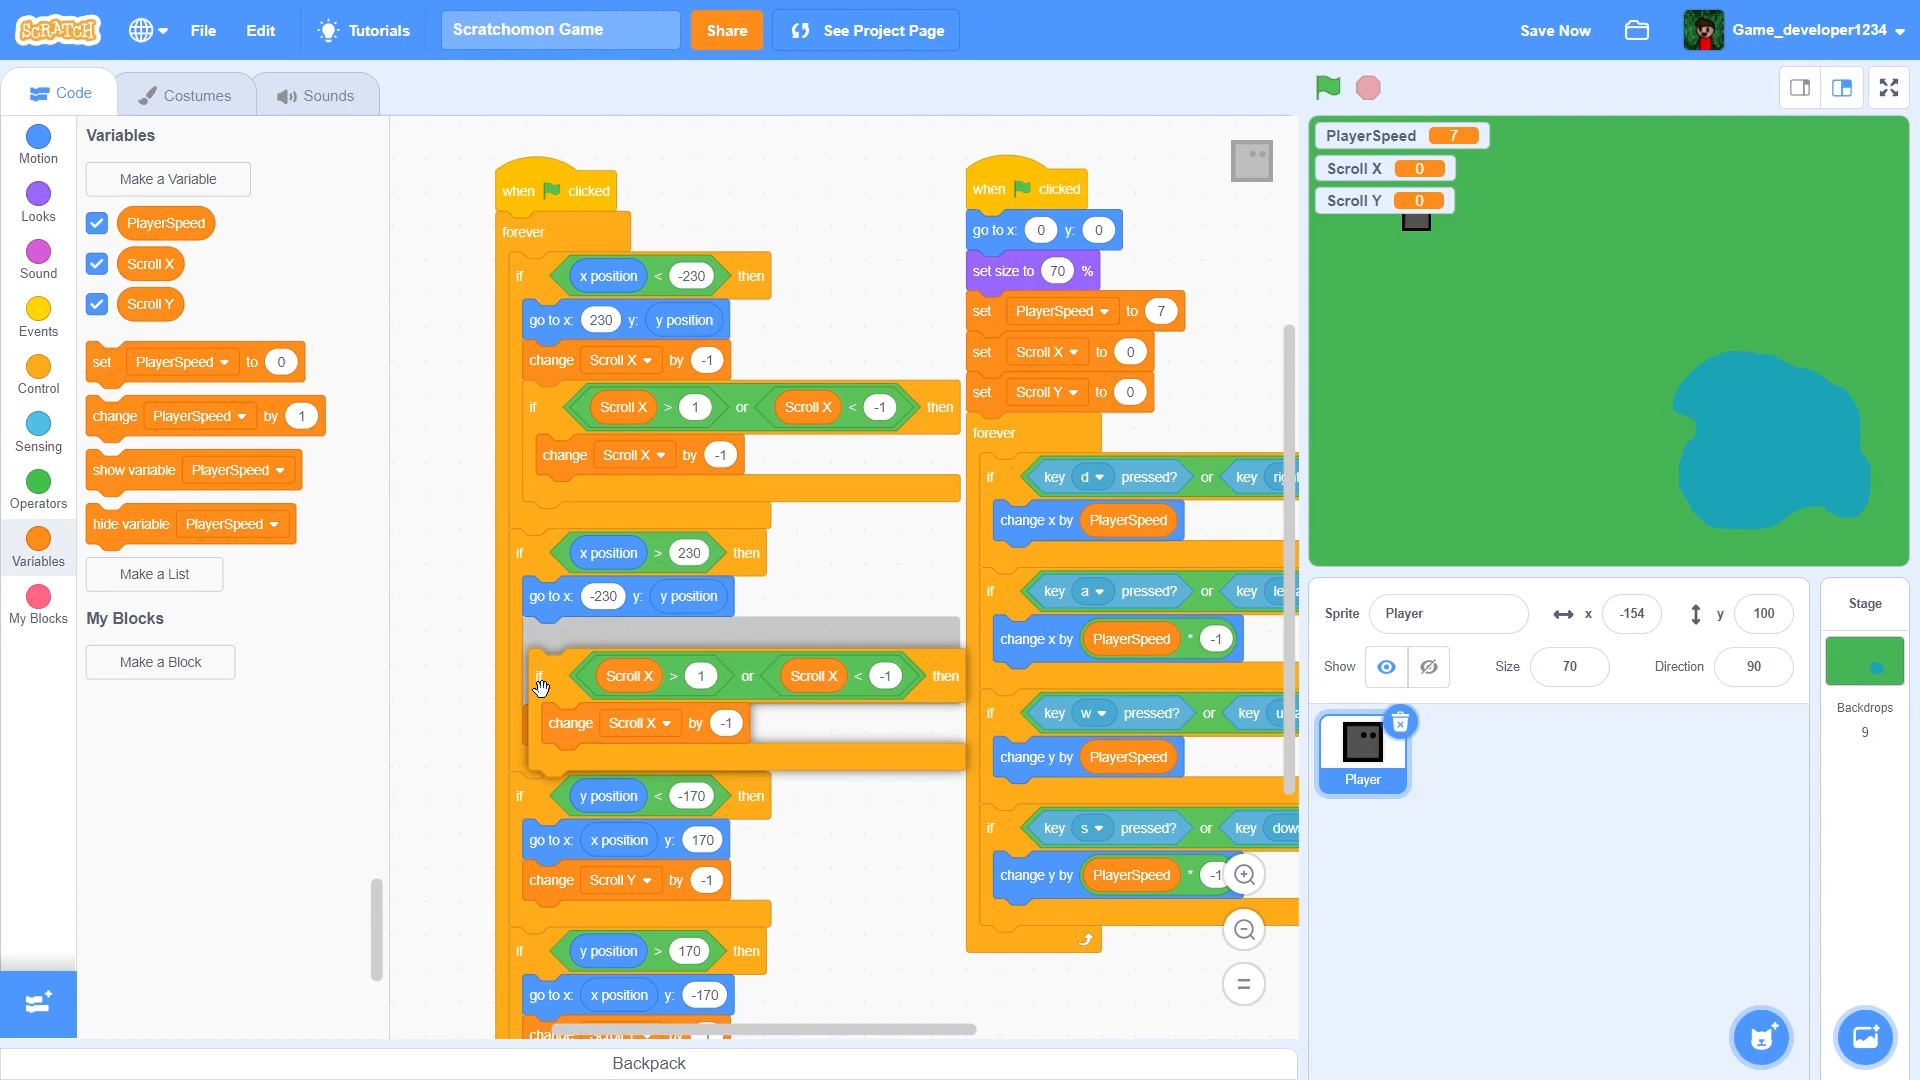 SCRATCH
File
Edit
Tutorials
Scratchomon Game
Share
See Project Page
Save Now
Game_developer1234
Code
Costumes
Sounds
Motion
Looks
Sound
Events
Control
Sensing
Operators
Variables
My Blocks
Variables
Make a Variable
PlayerSpeed
Scroll X
Scroll Y
set PlayerSpeed to 0
change PlayerSpeed by 1
show variable PlayerSpeed
hide variable PlayerSpeed
Make a List
My Blocks
Make a Block
when clicked
forever
if x position < -230 then
go to x: 230 y: y position
change Scroll X by -1
if Scroll X > 1 or Scroll X < -1 then
change Scroll X by -1
if x position > 230 then
go to x: -230 y: y position
if Scroll X > 1 or Scroll X < -1 then
change Scroll X by -1
if y position < -170 then
go to x: x position y: 170
change Scroll Y by -1
if y position > 170 then
go to x: x position y: -170
when clicked
go to x: 0 y: 0
set size to 70 %
set PlayerSpeed to 7
set Scroll X to 0
set Scroll Y to 0
forever
if key d pressed? or key
change x by PlayerSpeed
if key a pressed? or key
change x by PlayerSpeed * -1
if key w pressed? or key
change y by PlayerSpeed
if key s pressed? or key
change y by PlayerSpeed * -1
Backpack
PlayerSpeed 7
Scroll X 0
Scroll Y 0
Sprite Player x -154 y 100
Show Size 70 Direction 90
Player
Stage
Backdrops
9